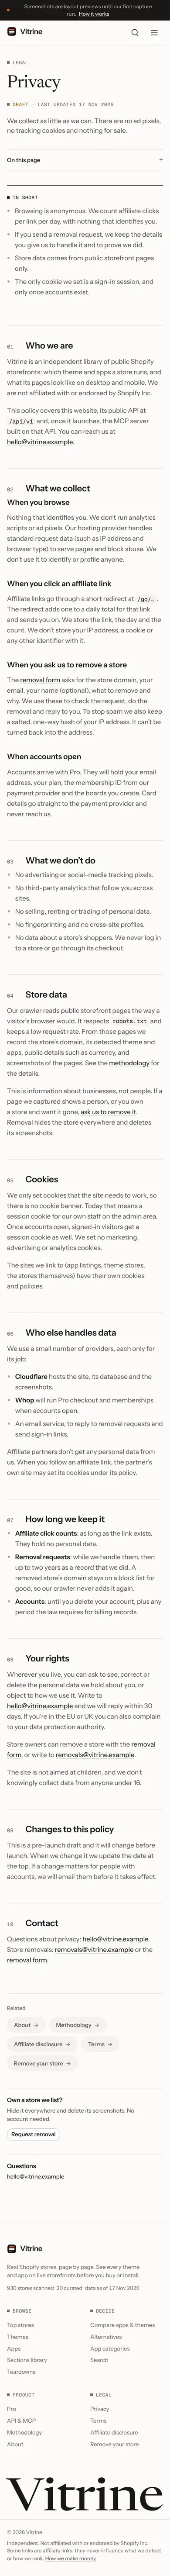 Screenshots are layout previews until our first capture
run. How it works
Vitrine
LEGAL
Privacy
DRAFT · LAST UPDATED 17 NOV 2026
We collect as little as we can. There are no ad pixels,
no tracking cookies and nothing for sale.
On this page +
IN SHORT
Browsing is anonymous. We count affiliate clicks
per link per day, with nothing that identifies you.
If you send a removal request, we keep the details
you give us to handle it and to prove we did.
Store data comes from public storefront pages
only.
The only cookie we set is a sign-in session, and
only once accounts exist.
01 Who we are
Vitrine is an independent library of public Shopify
storefronts: which theme and apps a store runs, and
what its pages look like on desktop and mobile. We
are not affiliated with or endorsed by Shopify Inc.
This policy covers this website, its public API at
/api/v1 and, once it launches, the MCP server
built on that API. You can reach us at
hello@vitrine.example.
02 What we collect
When you browse
Nothing that identifies you. We don't run analytics
scripts or ad pixels. Our hosting provider handles
standard request data (such as IP address and
browser type) to serve pages and block abuse. We
don't use it to identify or profile anyone.
When you click an affiliate link
Affiliate links go through a short redirect at /go/… .
The redirect adds one to a daily total for that link
and sends you on. We store the link, the day and the
count. We don't store your IP address, a cookie or
any other identifier with it.
When you ask us to remove a store
The removal form asks for the store domain, your
email, your name (optional), what to remove and
why. We use these to check the request, do the
removal and reply to you. To stop spam we also keep
a salted, one-way hash of your IP address. It can't be
turned back into the address.
When accounts open
Accounts arrive with Pro. They will hold your email
address, your plan, the membership ID from our
payment provider and the boards you create. Card
details go straight to the payment provider and
never reach us.
03 What we don't do
No advertising or social-media tracking pixels.
No third-party analytics that follow you across
sites.
No selling, renting or trading of personal data.
No fingerprinting and no cross-site profiles.
No data about a store's shoppers. We never log in
to a store or go through its checkout.
04 Store data
Our crawler reads public storefront pages the way a
visitor's browser would. It respects robots.txt and
keeps a low request rate. From those pages we
record the store's domain, its detected theme and
apps, public details such as currency, and
screenshots of the pages. See the methodology for
the details.
This is information about businesses, not people. If a
page we captured shows a person, or you own
a store and want it gone, ask us to remove it.
Removal hides the store everywhere and deletes
its screenshots.
05 Cookies
We only set cookies that the site needs to work, so
there is no cookie banner. Today that means a
session cookie for our own staff on the admin area.
Once accounts open, signed-in visitors get a
session cookie as well. We set no marketing,
advertising or analytics cookies.
The sites we link to (app listings, theme stores,
the stores themselves) have their own cookies
and policies.
06 Who else handles data
We use a small number of providers, each only for
its job:
Cloudflare hosts the site, its database and the
screenshots.
Whop will run Pro checkout and memberships
when accounts open.
An email service, to reply to removal requests and
send sign-in links.
Affiliate partners don't get any personal data from
us. When you follow an affiliate link, the partner's
own site may set its cookies under its policy.
07 How long we keep it
Affiliate click counts: as long as the link exists.
They hold no personal data.
Removal requests: while we handle them, then
up to two years as a record that we did. A
removed store's domain stays on a block list for
good, so our crawler never adds it again.
Accounts: until you delete your account, plus any
period the law requires for billing records.
08 Your rights
Wherever you live, you can ask to see, correct or
delete the personal data we hold about you, or
object to how we use it. Write to
hello@vitrine.example and we will reply within 30
days. If you're in the EU or UK you can also complain
to your data protection authority.
Store owners can remove a store with the removal
form, or write to removals@vitrine.example.
The site is not aimed at children, and we don't
knowingly collect data from anyone under 16.
09 Changes to this policy
This is a pre-launch draft and it will change before
launch. When we change it we update the date at
the top. If a change matters for people with
accounts, we will email them before it takes effect.
10 Contact
Questions about privacy: hello@vitrine.example.
Store removals: removals@vitrine.example or the
removal form.
Related
About → Methodology →
Affiliate disclosure → Terms →
Remove your store →
Own a store we list?
Hide it everywhere and delete its screenshots. No
account needed.
Request removal
Questions
hello@vitrine.example
Vitrine
Real Shopify stores, page by page. See every theme
and app on live storefronts before you buy or install.
930 stores scanned · 20 curated · data as of 17 Nov 2026
BROWSE DECIDE
Top stores Compare apps & themes
Themes Alternatives
Apps App categories
Sections library Search
Teardowns
PRODUCT LEGAL
Pro Privacy
API & MCP Terms
Methodology Affiliate disclosure
About Remove your store
Vitrine
© 2026 Vitrine
Independent. Not affiliated with or endorsed by Shopify Inc.
Some links are affiliate links; they never influence what we detect
or how we rank. How we make money